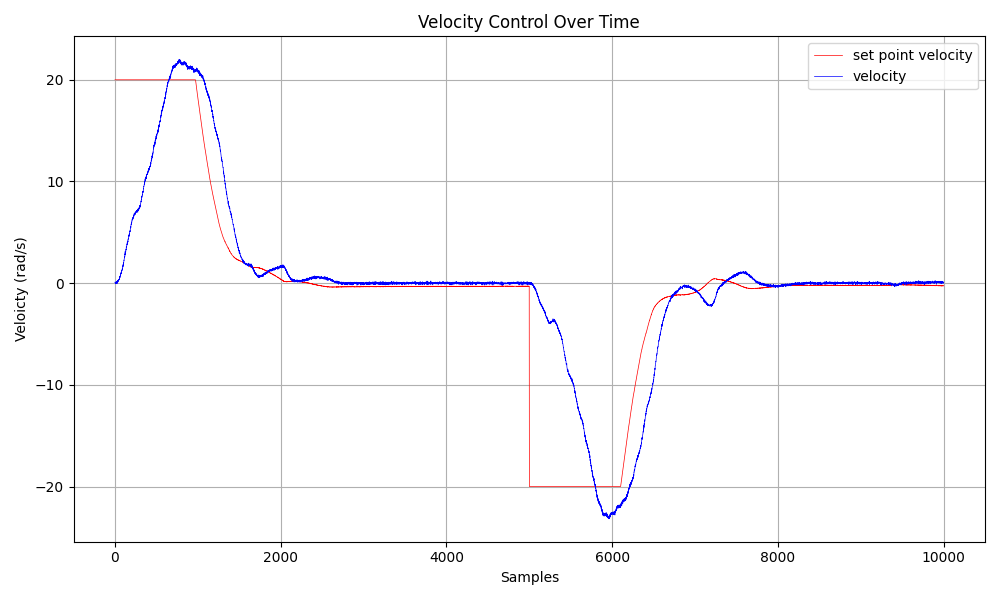 Velocity Control Over Time
set point velocity
velocity
20
10
0
−10
−20
Veloicty (rad/s)
0 2000 4000 6000 8000 10000
Samples